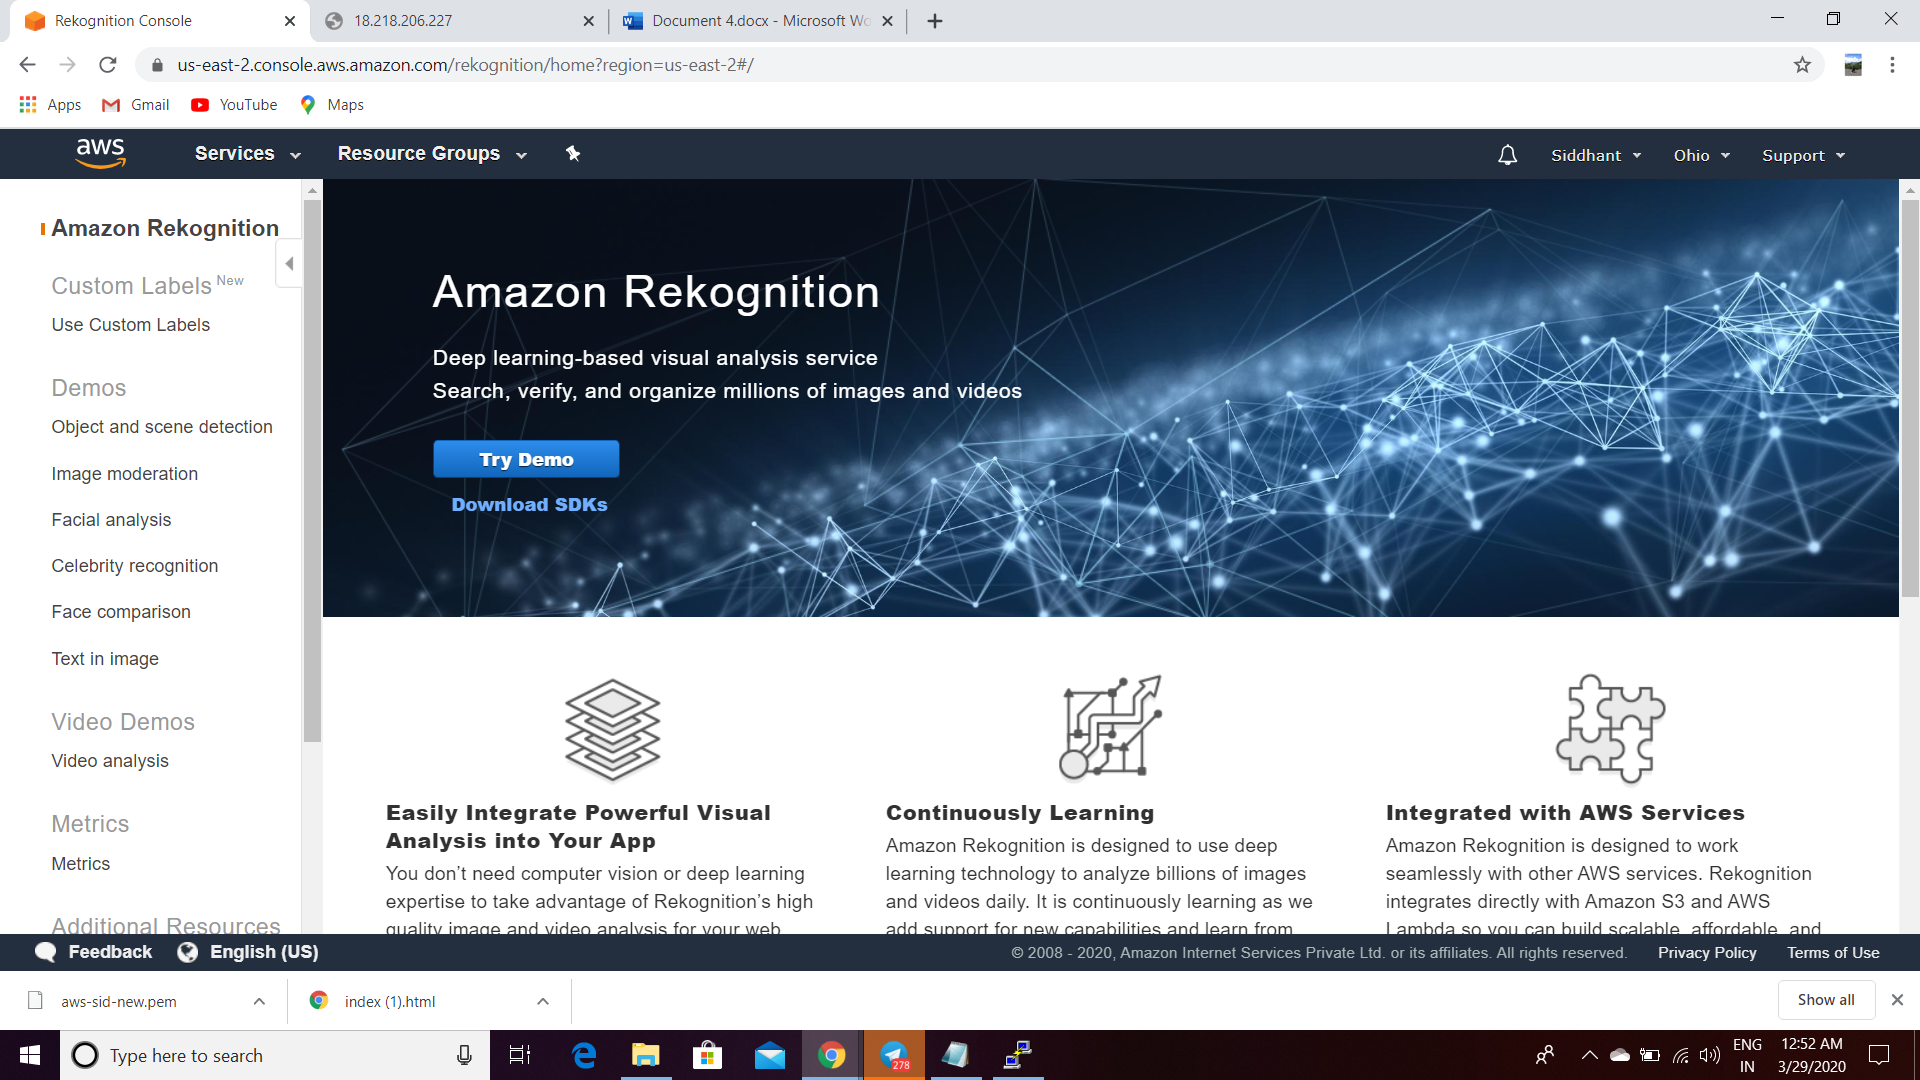 Rekognition Console
18.218.206.227
Document 4.docx - Microsoft Wo
us-east-2.console.aws.amazon.com/rekognition/home?region=us-east-2#/
Apps
Gmail
YouTube
Maps
aws
Services
Resource Groups
Siddhant
Ohio
Support
Amazon Rekognition
Custom Labels New
Use Custom Labels
Demos
Object and scene detection
Image moderation
Facial analysis
Celebrity recognition
Face comparison
Text in image
Video Demos
Video analysis
Metrics
Metrics
Additional Resources
Amazon Rekognition
Deep learning-based visual analysis service
Search, verify, and organize millions of images and videos
Try Demo
Download SDKs
Easily Integrate Powerful Visual
Analysis into Your App
You don’t need computer vision or deep learning
expertise to take advantage of Rekognition’s high
quality image and video analysis for your web
Continuously Learning
Amazon Rekognition is designed to use deep
learning technology to analyze billions of images
and videos daily. It is continuously learning as we
add support for new capabilities and learn from
Integrated with AWS Services
Amazon Rekognition is designed to work
seamlessly with other AWS services. Rekognition
integrates directly with Amazon S3 and AWS
Lambda so you can build scalable, affordable, and
Feedback
English (US)
© 2008 - 2020, Amazon Internet Services Private Ltd. or its affiliates. All rights reserved.
Privacy Policy
Terms of Use
aws-sid-new.pem
index (1).html
Show all
Type here to search
278
ENG
IN
12:52 AM
3/29/2020